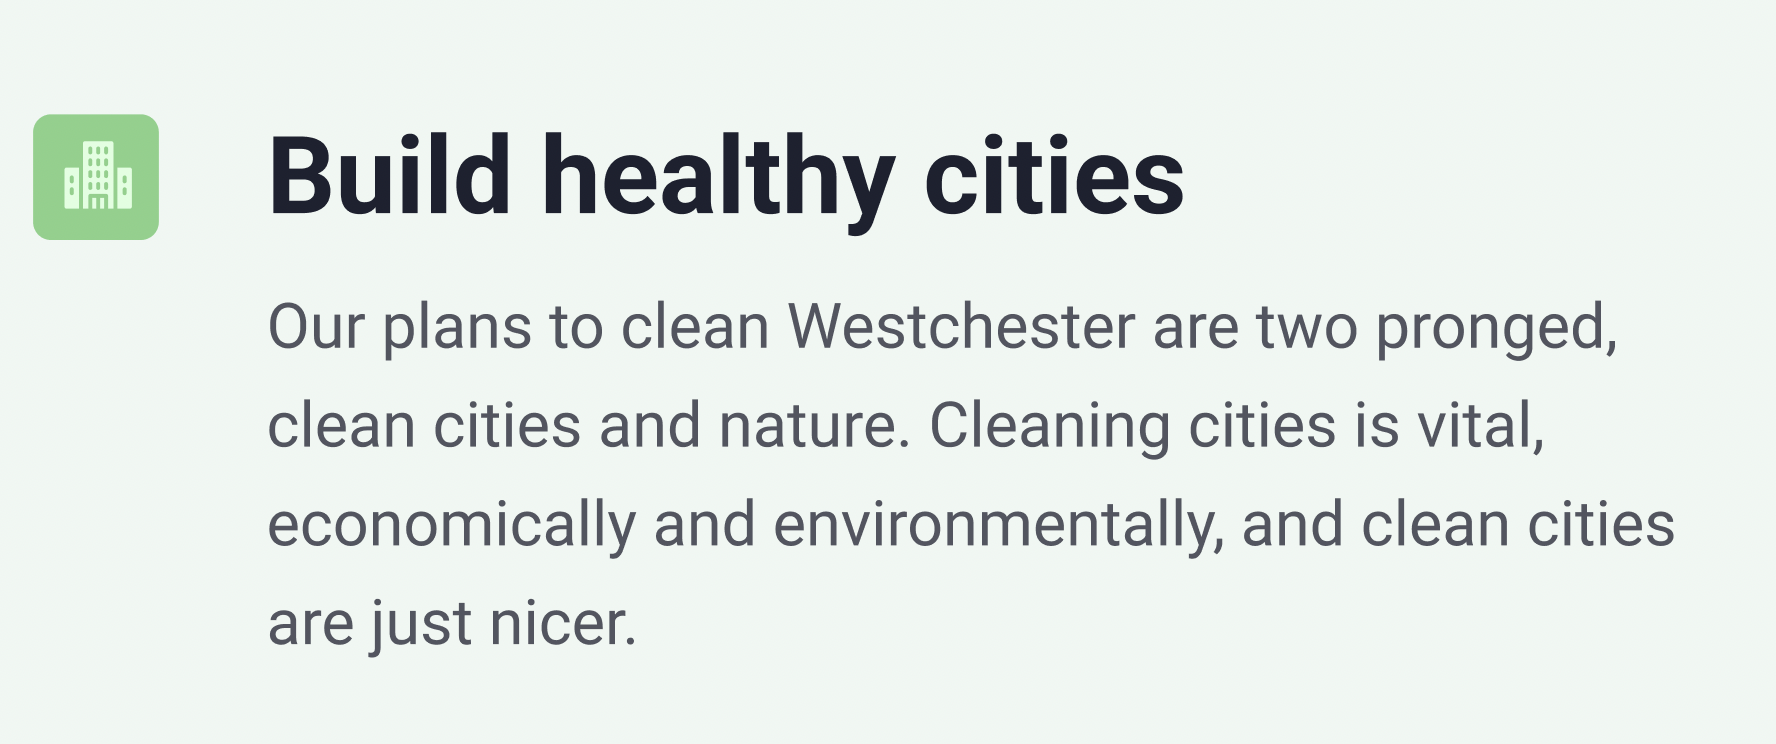 Build healthy cities
Our plans to clean Westchester are two pronged,
clean cities and nature. Cleaning cities is vital,
economically and environmentally, and clean cities
are just nicer.